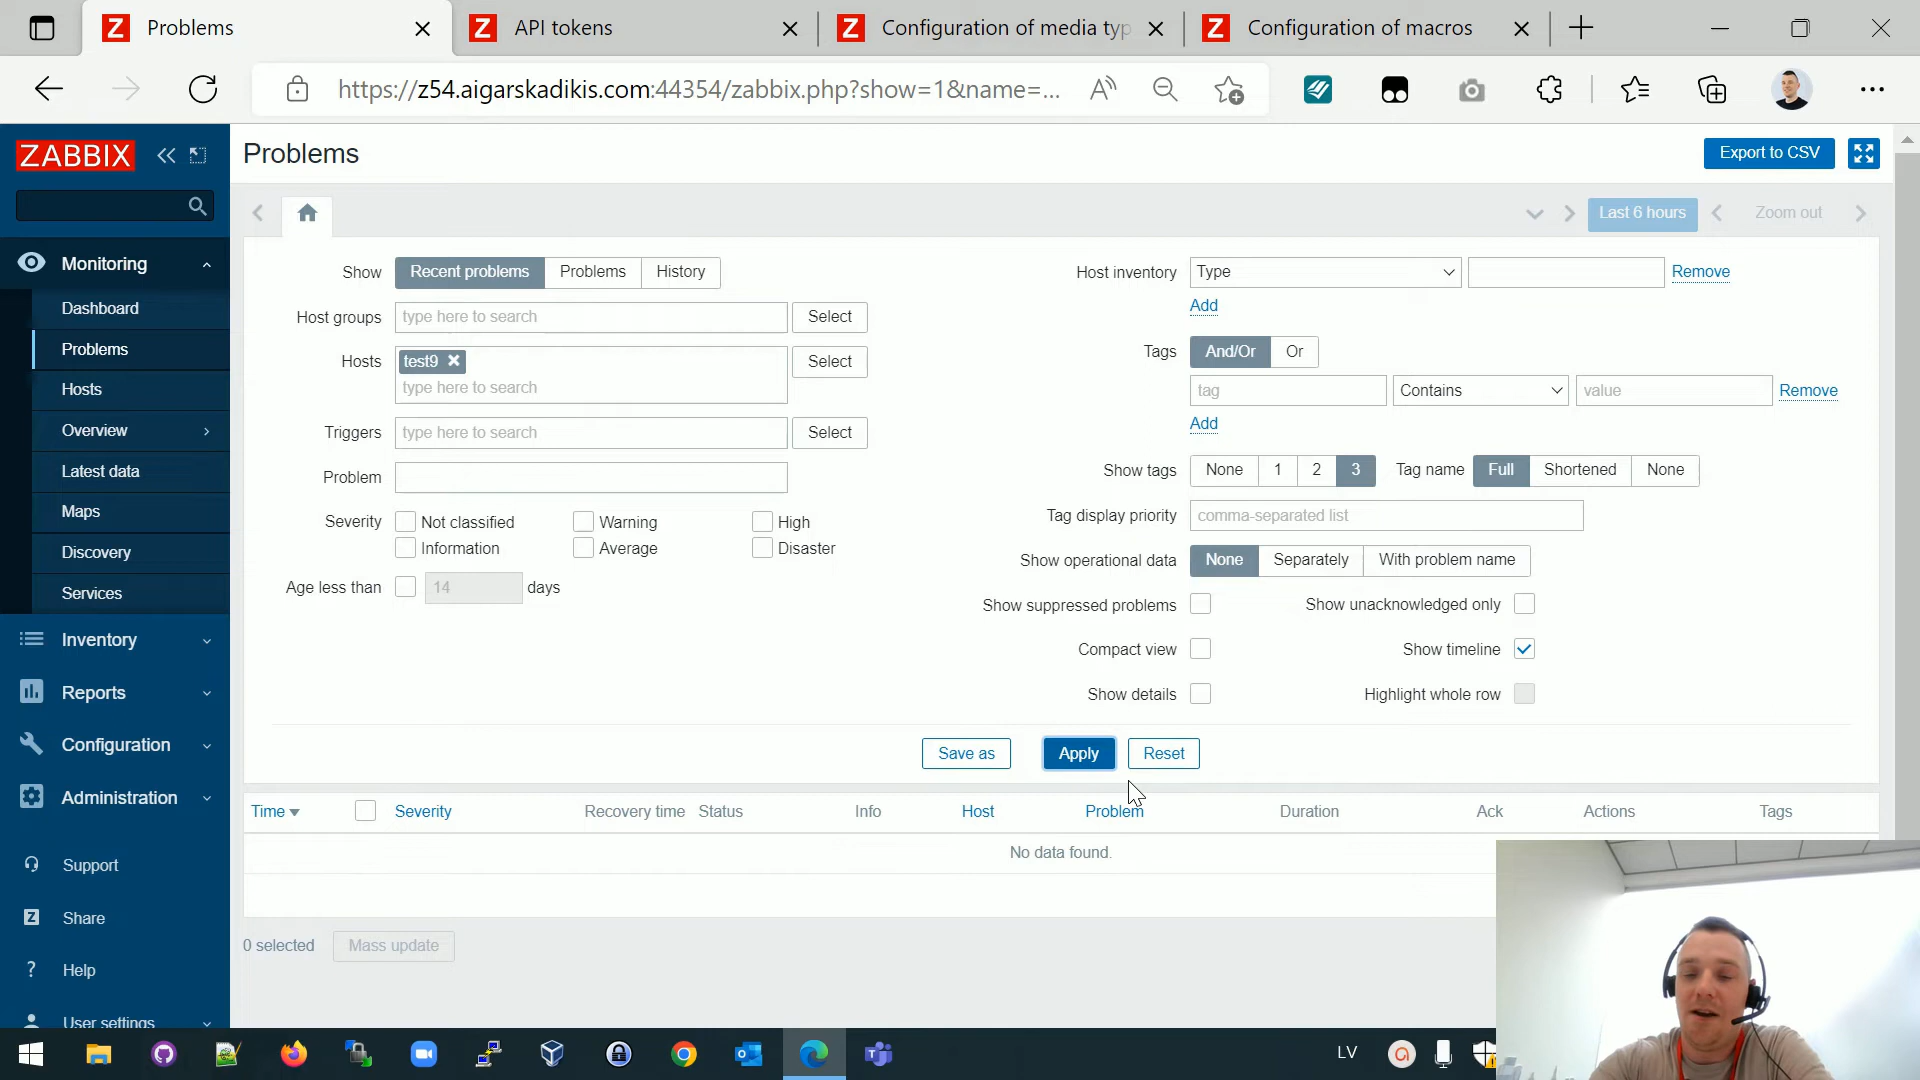 Problems
API tokens
Configuration of media typ
Configuration of macros
https://z54.aigarskadikis.com:44354/zabbix.php?show=1&name=...
ZABBIX
Problems
Export to CSV
Last 6 hours
Zoom out
Monitoring
Dashboard
Problems
Hosts
Overview
Latest data
Maps
Discovery
Services
Inventory
Reports
Configuration
Administration
Support
Share
Help
User settings
Show
Recent problems
Problems
History
Host groups
type here to search
Select
Hosts
test9
type here to search
Select
Triggers
type here to search
Select
Problem
Severity
Not classified
Warning
High
Information
Average
Disaster
Age less than
14
days
Host inventory
Type
Remove
Add
Tags
And/Or
Or
tag
Contains
value
Remove
Add
Show tags
None
1
2
3
Tag name
Full
Shortened
None
Tag display priority
comma-separated list
Show operational data
None
Separately
With problem name
Show suppressed problems
Show unacknowledged only
Compact view
Show timeline
Show details
Highlight whole row
Save as
Apply
Reset
Time
Severity
Recovery time
Status
Info
Host
Problem
Duration
Ack
Actions
Tags
No data found.
0 selected
Mass update
LV